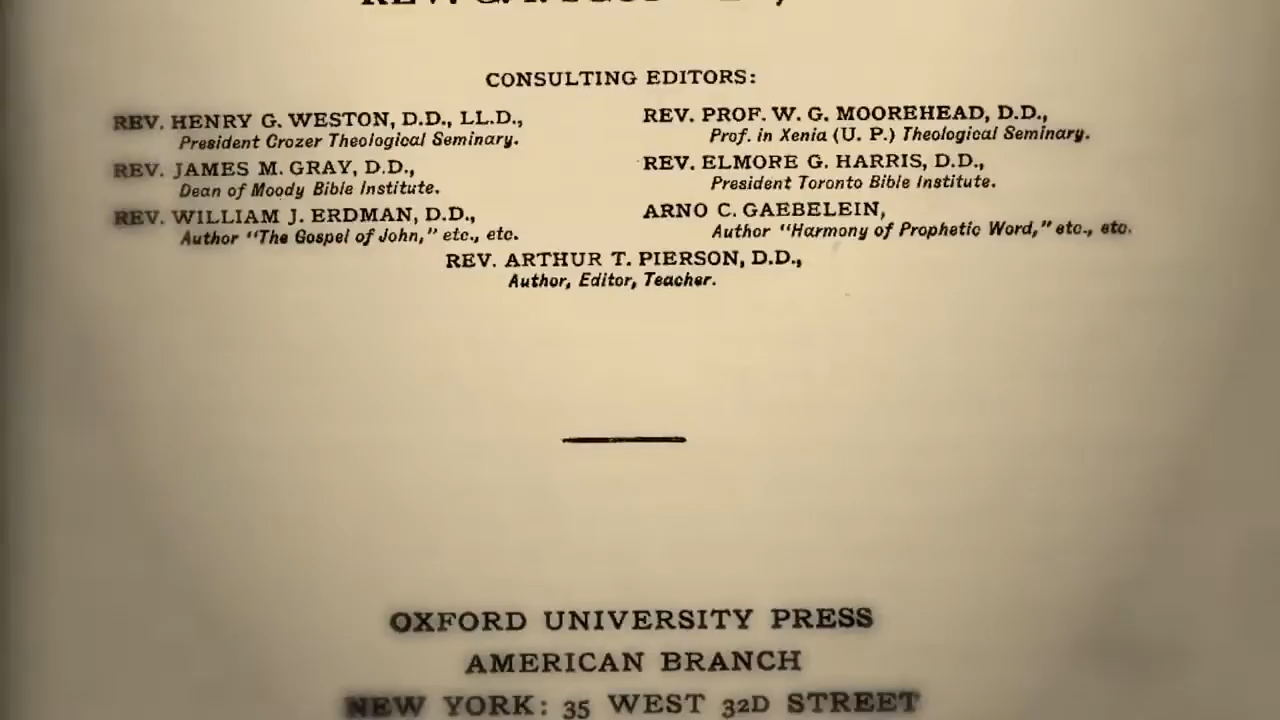 REV.
CONSULTING EDITORS:
REV. HENRY G. WESTON, D.D., LL.D.,
President Crozer Theological Seminary.
REV. JAMES M. GRAY, D.D.,
Dean of Moody Bible Institute.
REV. WILLIAM J. ERDMAN, D.D.,
Author "The Gospel of John," etc., etc.
REV. PROF. W. G. MOOREHEAD, D.D.,
Prof. in Xenia (U. P.) Theological Seminary.
REV. ELMORE G. HARRIS, D.D.,
President Toronto Bible Institute.
ARNO C. GAEBELEIN,
Author "Harmony of Prophetic Word," etc., etc.
REV. ARTHUR T. PIERSON, D.D.,
Author, Editor, Teacher.
OXFORD UNIVERSITY PRESS
AMERICAN BRANCH
NEW YORK: 35 WEST 32D STREET